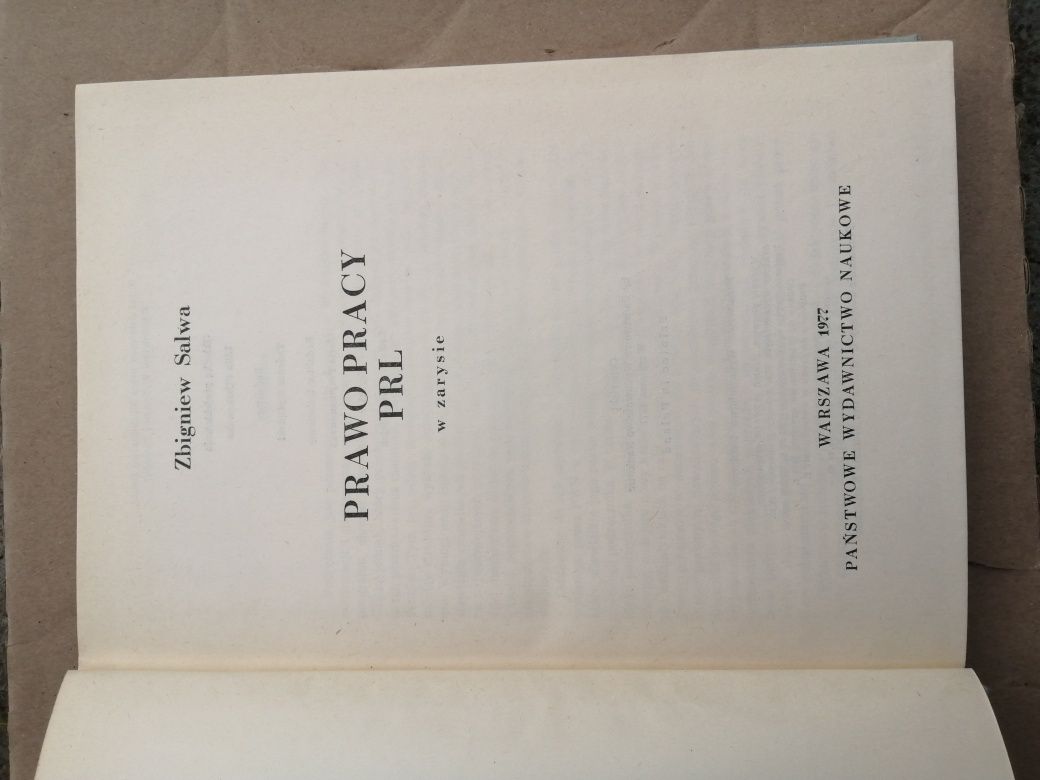 Zbigniew Salwa
PRAWO PRACY
PRL
w zarysie
WARSZAWA 1977
PAŃSTWOWE WYDAWNICTWO NAUKOWE